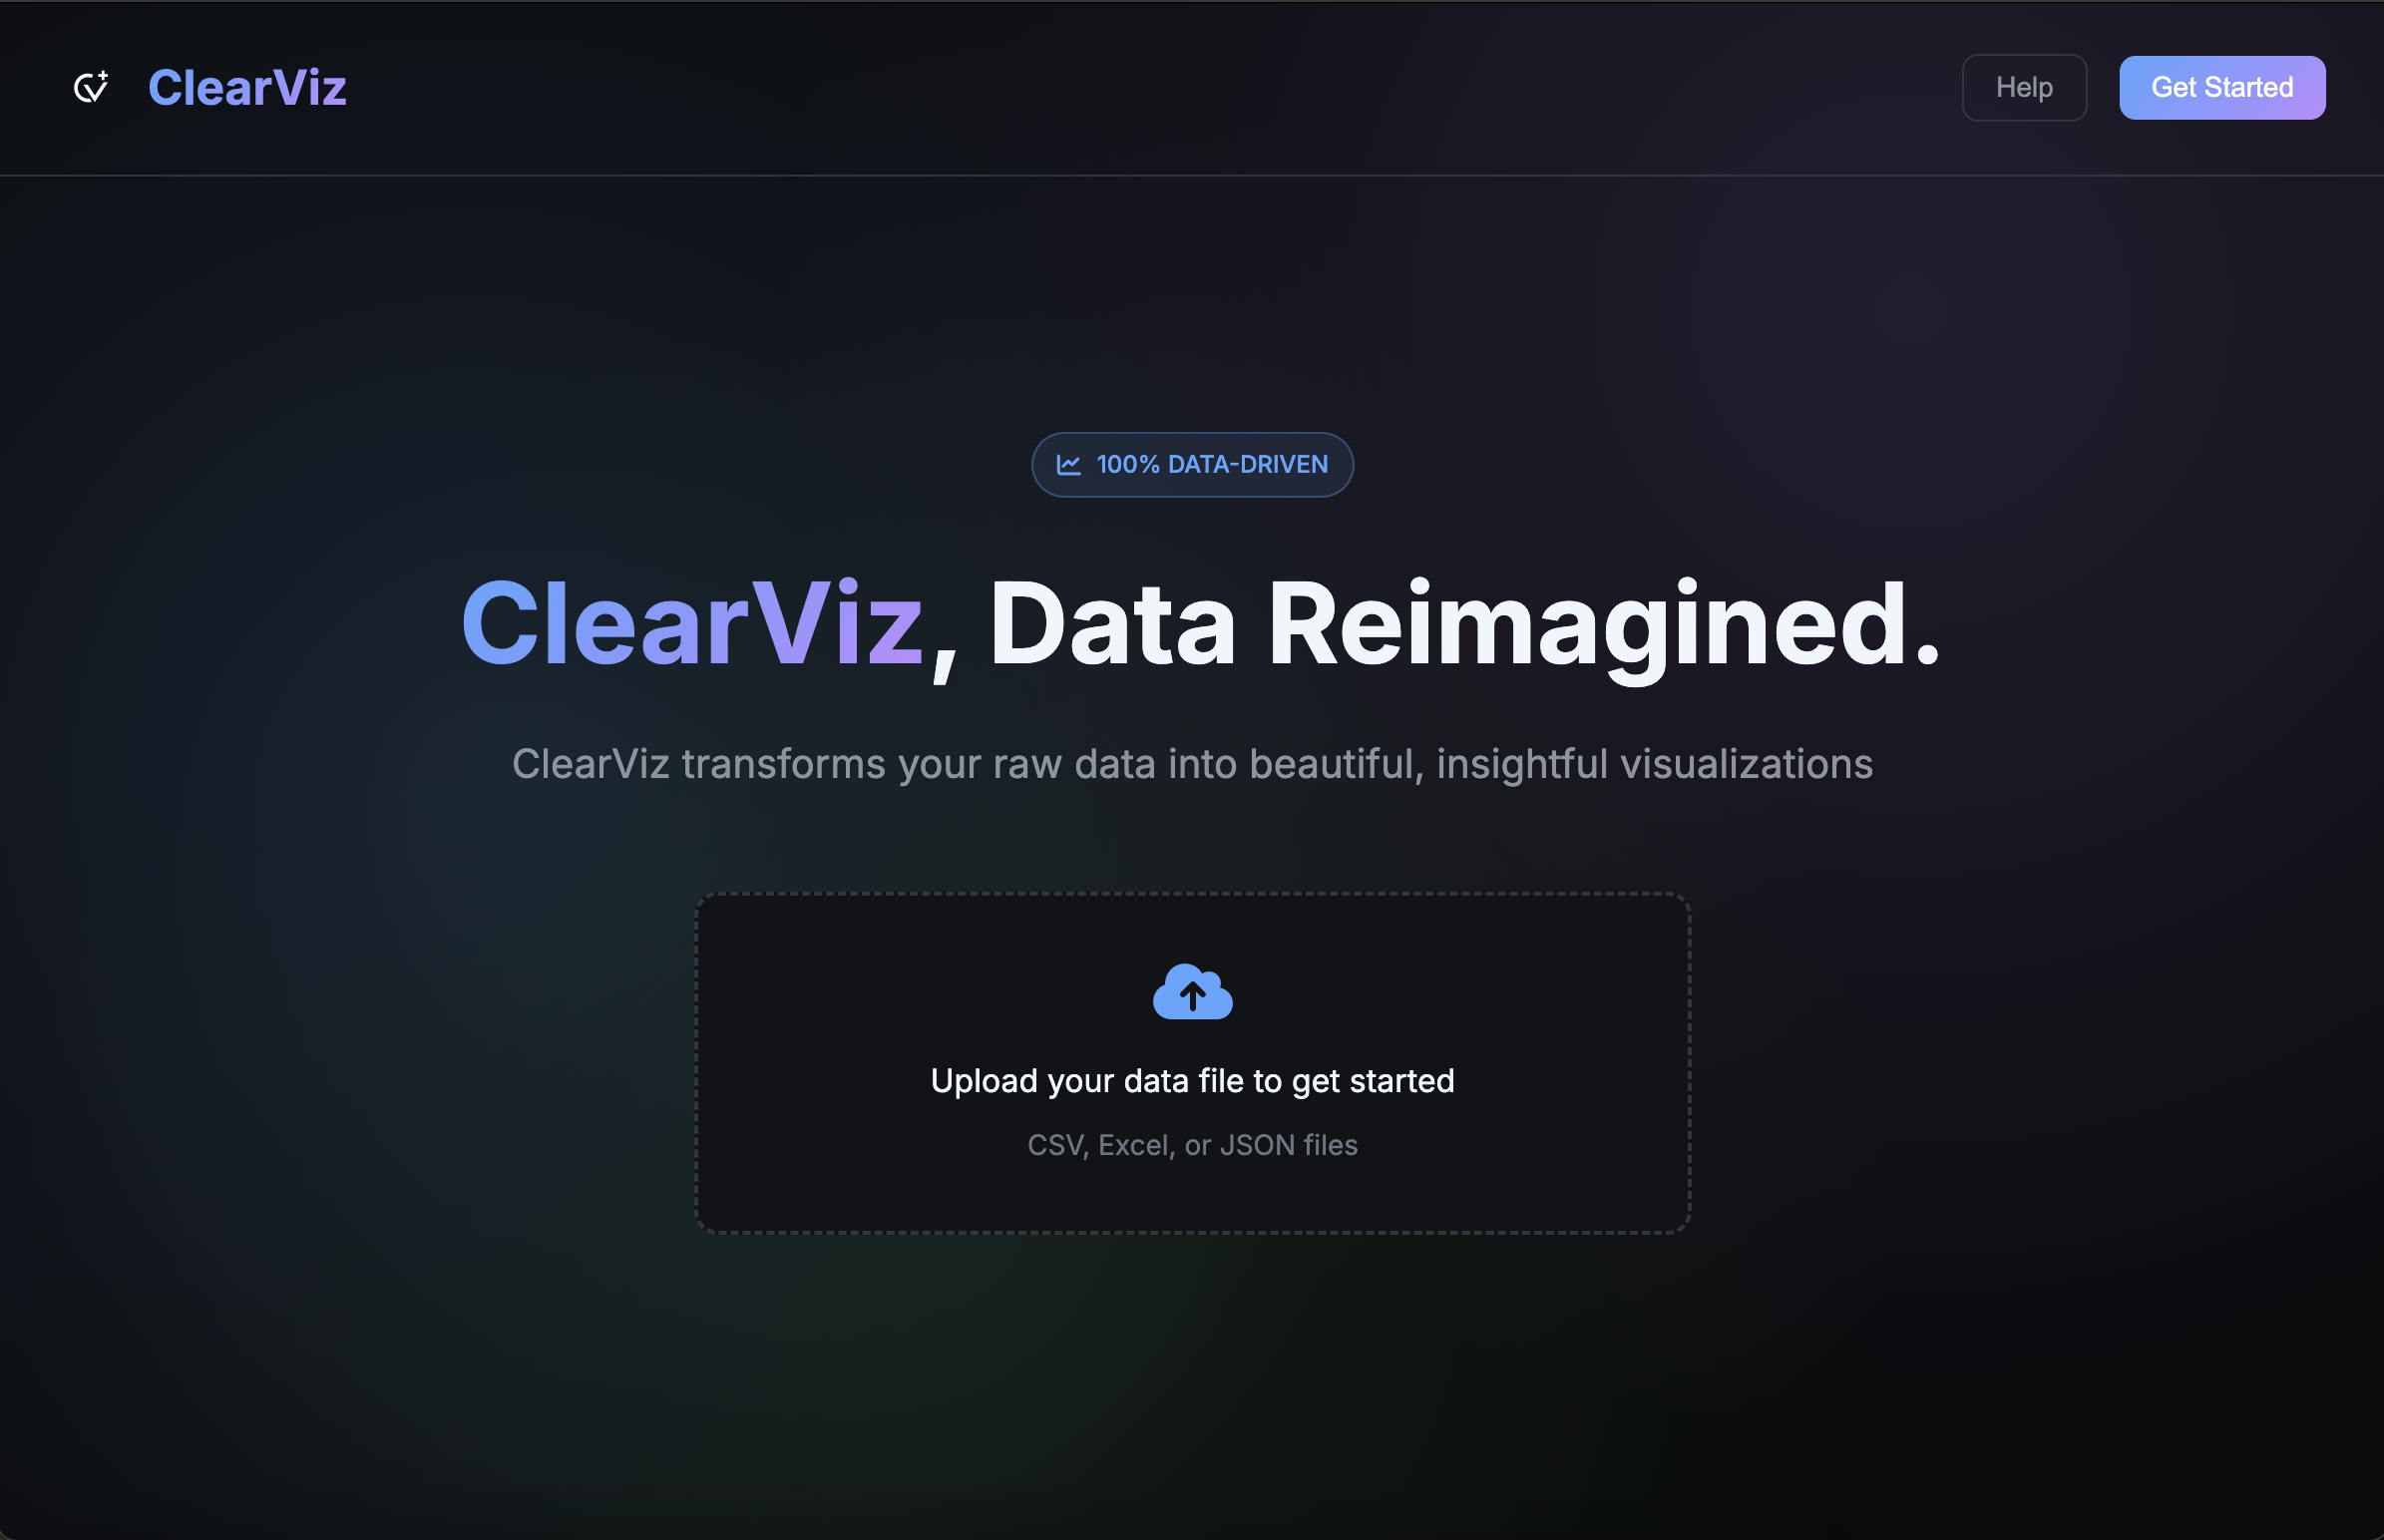 ClearViz
Help
Get Started
100% DATA-DRIVEN
ClearViz, Data Reimagined.
ClearViz transforms your raw data into beautiful, insightful visualizations
Upload your data file to get started
CSV, Excel, or JSON files